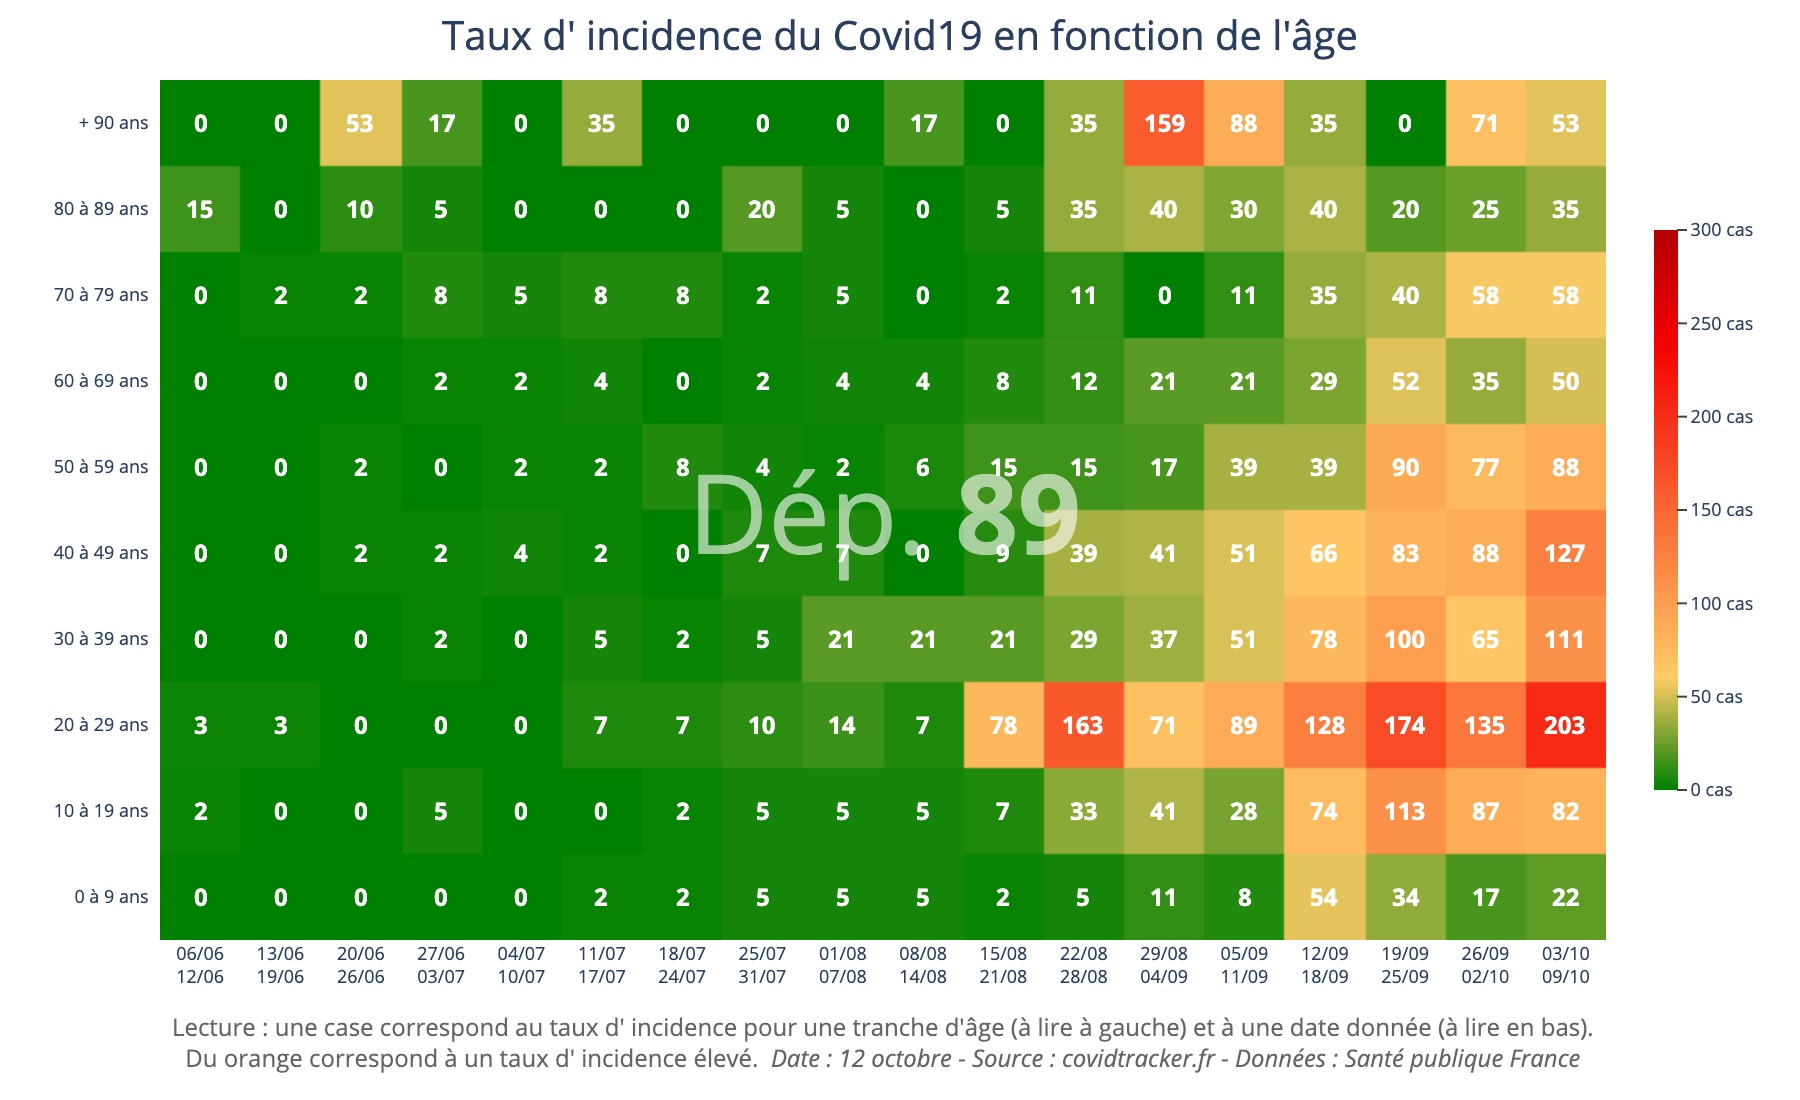 Taux d' incidence du Covid19 en fonction de l'âge
+ 90 ans 0 0 53 17 0 35 0 0 0 17 0 35 159 88 35 0 71 53
80 à 89 ans 15 0 10 5 0 0 0 20 5 0 5 35 40 30 40 20 25 35
300 cas
70 à 79 ans 0 2 2 8 5 8 8 2 5 0 2 11 0 11 35 40 58 58
250 cas
60 à 69 ans 0 0 0 2 2 4 0 2 4 4 8 12 21 21 29 52 35 50
200 cas
50 à 59 ans 0 0 2 0 2 2 8 4 2 6 15 15 17 39 39 90 77 88
Dép. 89
150 cas
40 à 49 ans 0 0 2 2 4 2 0 7 7 0 9 39 41 51 66 83 88 127
100 cas
30 à 39 ans 0 0 0 2 0 5 2 5 21 21 21 29 37 51 78 100 65 111
50 cas
20 à 29 ans 3 3 0 0 0 7 7 10 14 7 78 163 71 89 128 174 135 203
0 cas
10 à 19 ans 2 0 0 5 0 0 2 5 5 5 7 33 41 28 74 113 87 82
0 à 9 ans 0 0 0 0 0 2 2 5 5 5 2 5 11 8 54 34 17 22
06/06 13/06 20/06 27/06 04/07 11/07 18/07 25/07 01/08 08/08 15/08 22/08 29/08 05/09 12/09 19/09 26/09 03/10
12/06 19/06 26/06 03/07 10/07 17/07 24/07 31/07 07/08 14/08 21/08 28/08 04/09 11/09 18/09 25/09 02/10 09/10
Lecture : une case correspond au taux d' incidence pour une tranche d'âge (à lire à gauche) et à une date donnée (à lire en bas).
Du orange correspond à un taux d' incidence élevé. Date : 12 octobre - Source : covidtracker.fr - Données : Santé publique France